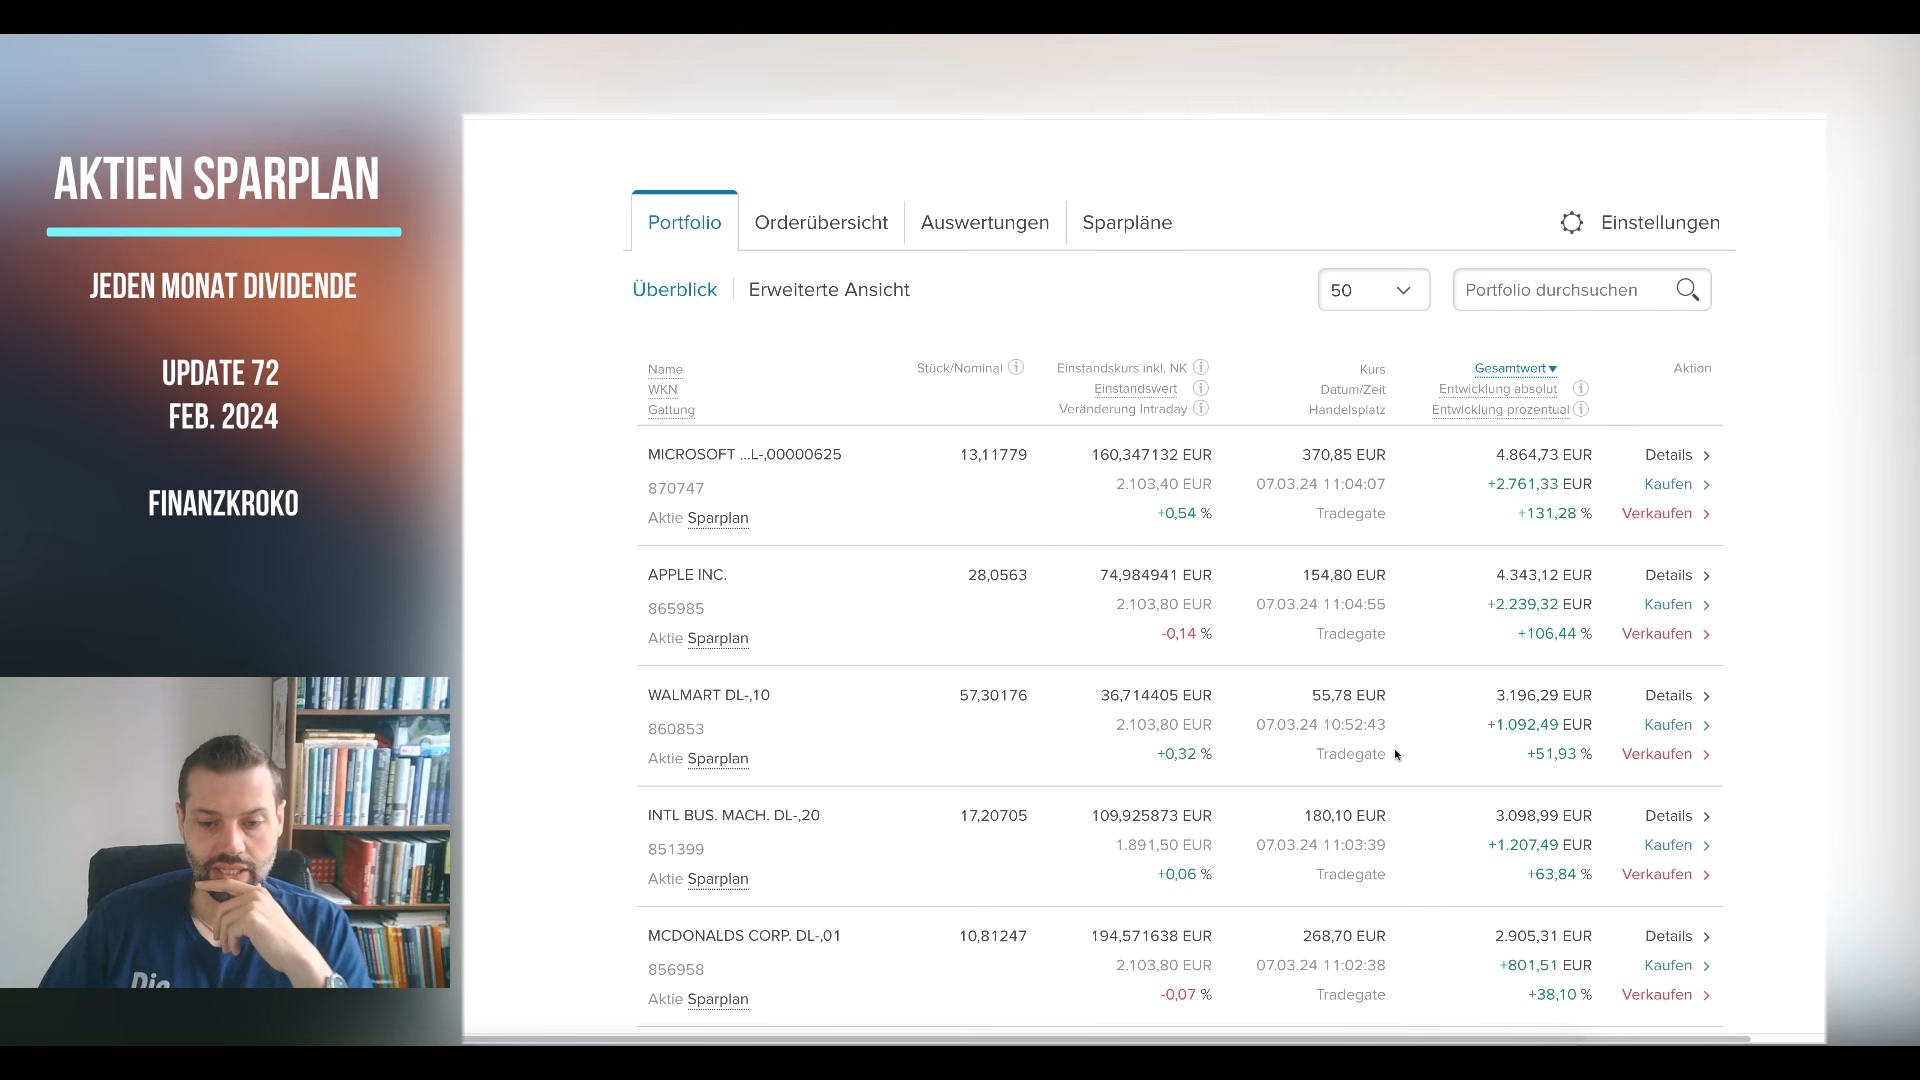 AKTIEN SPARPLAN
JEDEN MONAT DIVIDENDE
UPDATE 72
FEB. 2024
FINANZKROKO
Portfolio Orderübersicht Auswertungen Sparpläne Einstellungen
Überblick Erweiterte Ansicht 50 Portfolio durchsuchen
Name Stück/Nominal Einstandskurs inkl. NK Kurs Gesamtwert▼ Aktion
WKN Einstandswert Datum/Zeit Entwicklung absolut
Gattung Veränderung Intraday Handelsplatz Entwicklung prozentual
MICROSOFT ...L-,00000625 13,11779 160,347132 EUR 370,85 EUR 4.864,73 EUR Details
870747 2.103,40 EUR 07.03.24 11:04:07 +2.761,33 EUR Kaufen
Aktie Sparplan +0,54 % Tradegate +131,28 % Verkaufen
APPLE INC. 28,0563 74,984941 EUR 154,80 EUR 4.343,12 EUR Details
865985 2.103,80 EUR 07.03.24 11:04:55 +2.239,32 EUR Kaufen
Aktie Sparplan -0,14 % Tradegate +106,44 % Verkaufen
WALMART DL-,10 57,30176 36,714405 EUR 55,78 EUR 3.196,29 EUR Details
860853 2.103,80 EUR 07.03.24 10:52:43 +1.092,49 EUR Kaufen
Aktie Sparplan +0,32 % Tradegate +51,93 % Verkaufen
INTL BUS. MACH. DL-,20 17,20705 109,925873 EUR 180,10 EUR 3.098,99 EUR Details
851399 1.891,50 EUR 07.03.24 11:03:39 +1.207,49 EUR Kaufen
Aktie Sparplan +0,06 % Tradegate +63,84 % Verkaufen
MCDONALDS CORP. DL-,01 10,81247 194,571638 EUR 268,70 EUR 2.905,31 EUR Details
856958 2.103,80 EUR 07.03.24 11:02:38 +801,51 EUR Kaufen
Aktie Sparplan -0,07 % Tradegate +38,10 % Verkaufen
Die